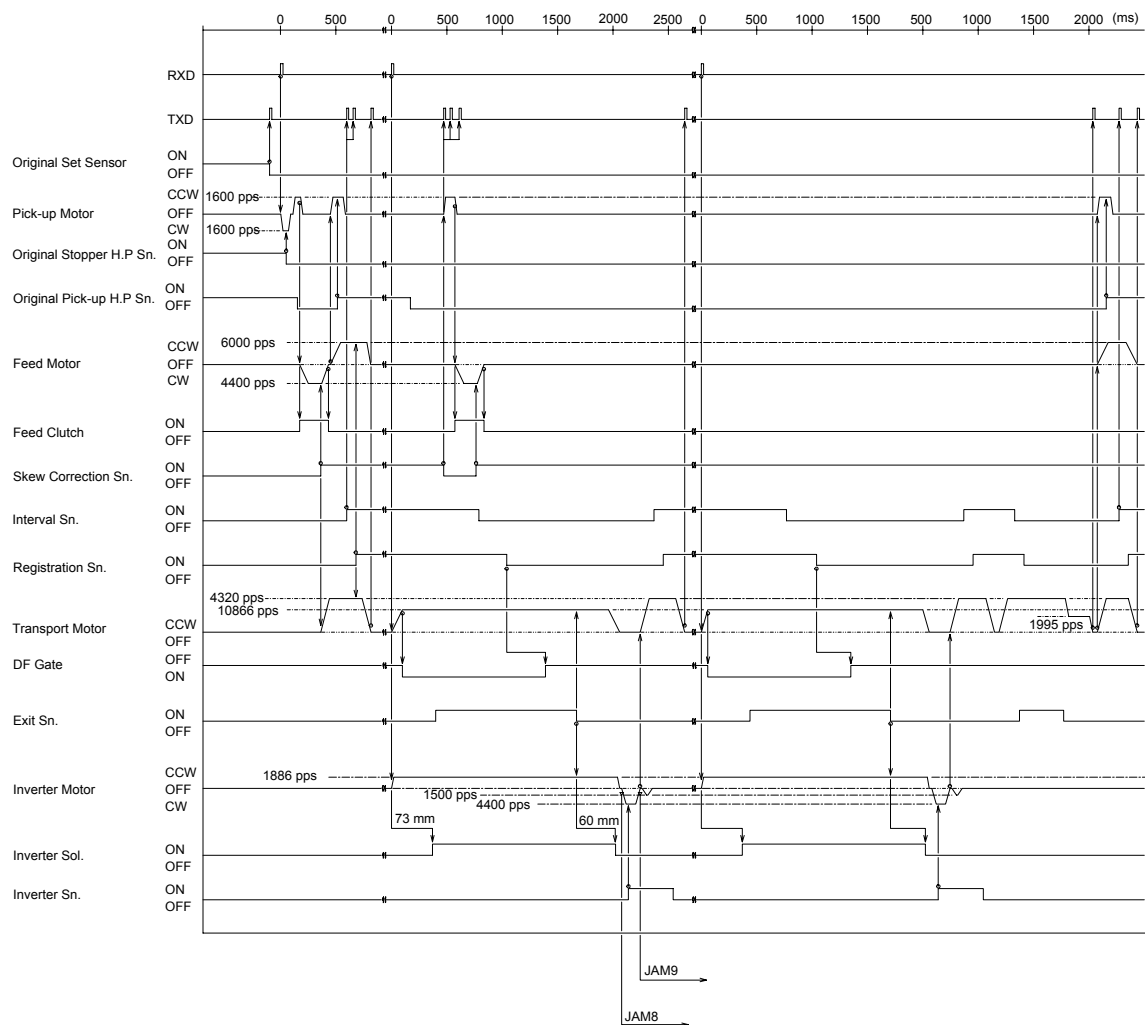 0 500 0 500 1000 1500 2000 2500 0 500 1000 1500 2000 (ms)
RXD
TXD
Original Set Sensor
ON
OFF
Pick-up Motor
CCW
1600 pps
OFF
CW
1600 pps
Original Stopper H.P Sn.
ON
OFF
Original Pick-up H.P Sn.
ON
OFF
Feed Motor
CCW
6000 pps
OFF
CW
4400 pps
Feed Clutch
ON
OFF
Skew Correction Sn.
ON
OFF
Interval Sn.
ON
OFF
Registration Sn.
ON
OFF
4320 pps
10866 pps
Transport Motor
CCW
OFF
1995 pps
DF Gate
OFF
ON
Exit Sn.
ON
OFF
Inverter Motor
CCW
1886 pps
OFF
1500 pps
CW
4400 pps
73 mm
60 mm
Inverter Sol.
ON
OFF
Inverter Sn.
ON
OFF
JAM9
JAM8